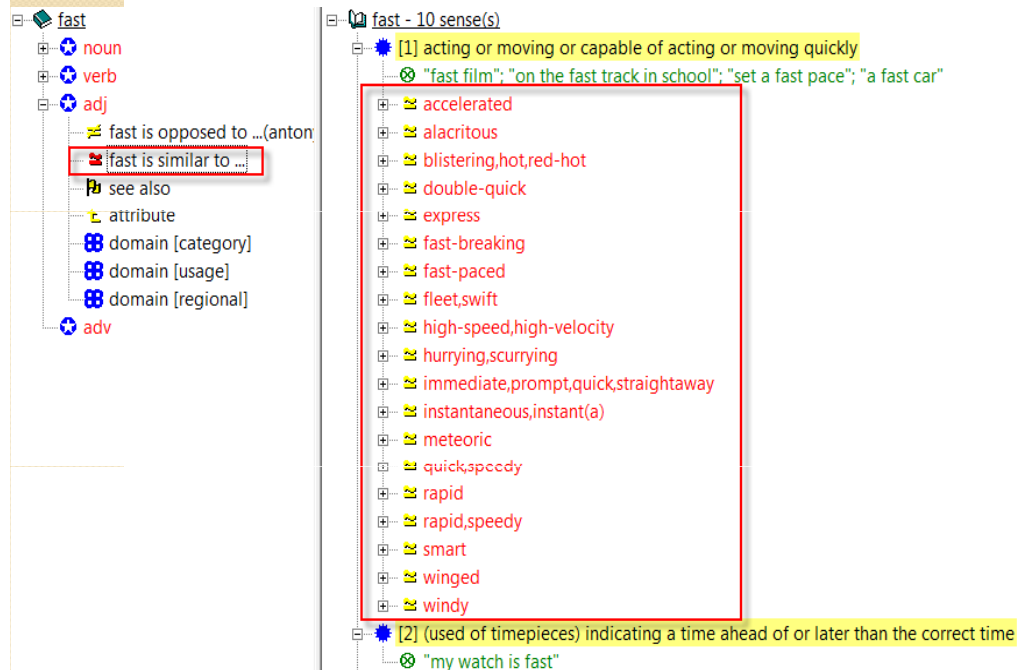 fast
noun
verb
adj
fast is opposed to ...(anton
fast is similar to ...
see also
attribute
domain [category]
domain [usage]
domain [regional]
adv
fast - 10 sense(s)
[1] acting or moving or capable of acting or moving quickly
"fast film"; "on the fast track in school"; "set a fast pace"; "a fast car"
accelerated
alacritous
blistering,hot,red-hot
double-quick
express
fast-breaking
fast-paced
fleet,swift
high-speed,high-velocity
hurrying,scurrying
immediate,prompt,quick,straightaway
instantaneous,instant(a)
meteoric
quick,speedy
rapid
rapid,speedy
smart
winged
windy
[2] (used of timepieces) indicating a time ahead of or later than the correct time
"my watch is fast"